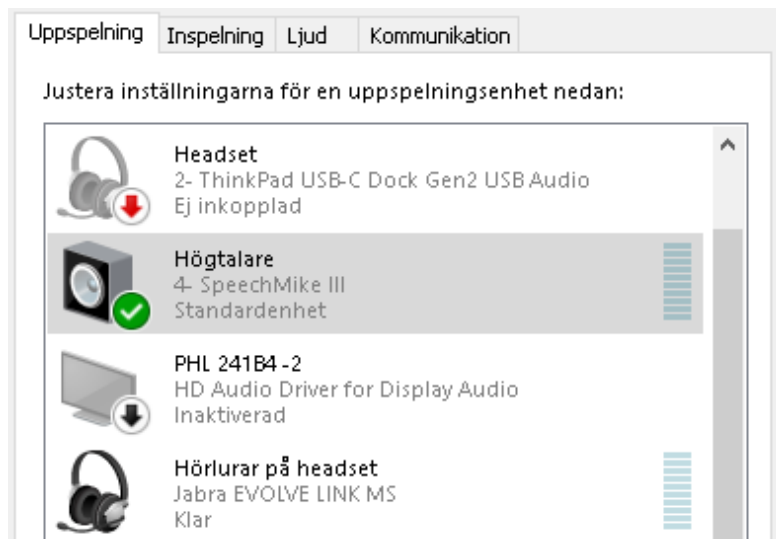 Uppspelning Inspelning Ljud Kommunikation
Justera inställningarna för en uppspelningsenhet nedan:
Headset
2- ThinkPad USB-C Dock Gen2 USB Audio
Ej inkopplad
Högtalare
4- SpeechMike III
Standardenhet
PHL 241B4 -2
HD Audio Driver for Display Audio
Inaktiverad
Hörlurar på headset
Jabra EVOLVE LINK MS
Klar